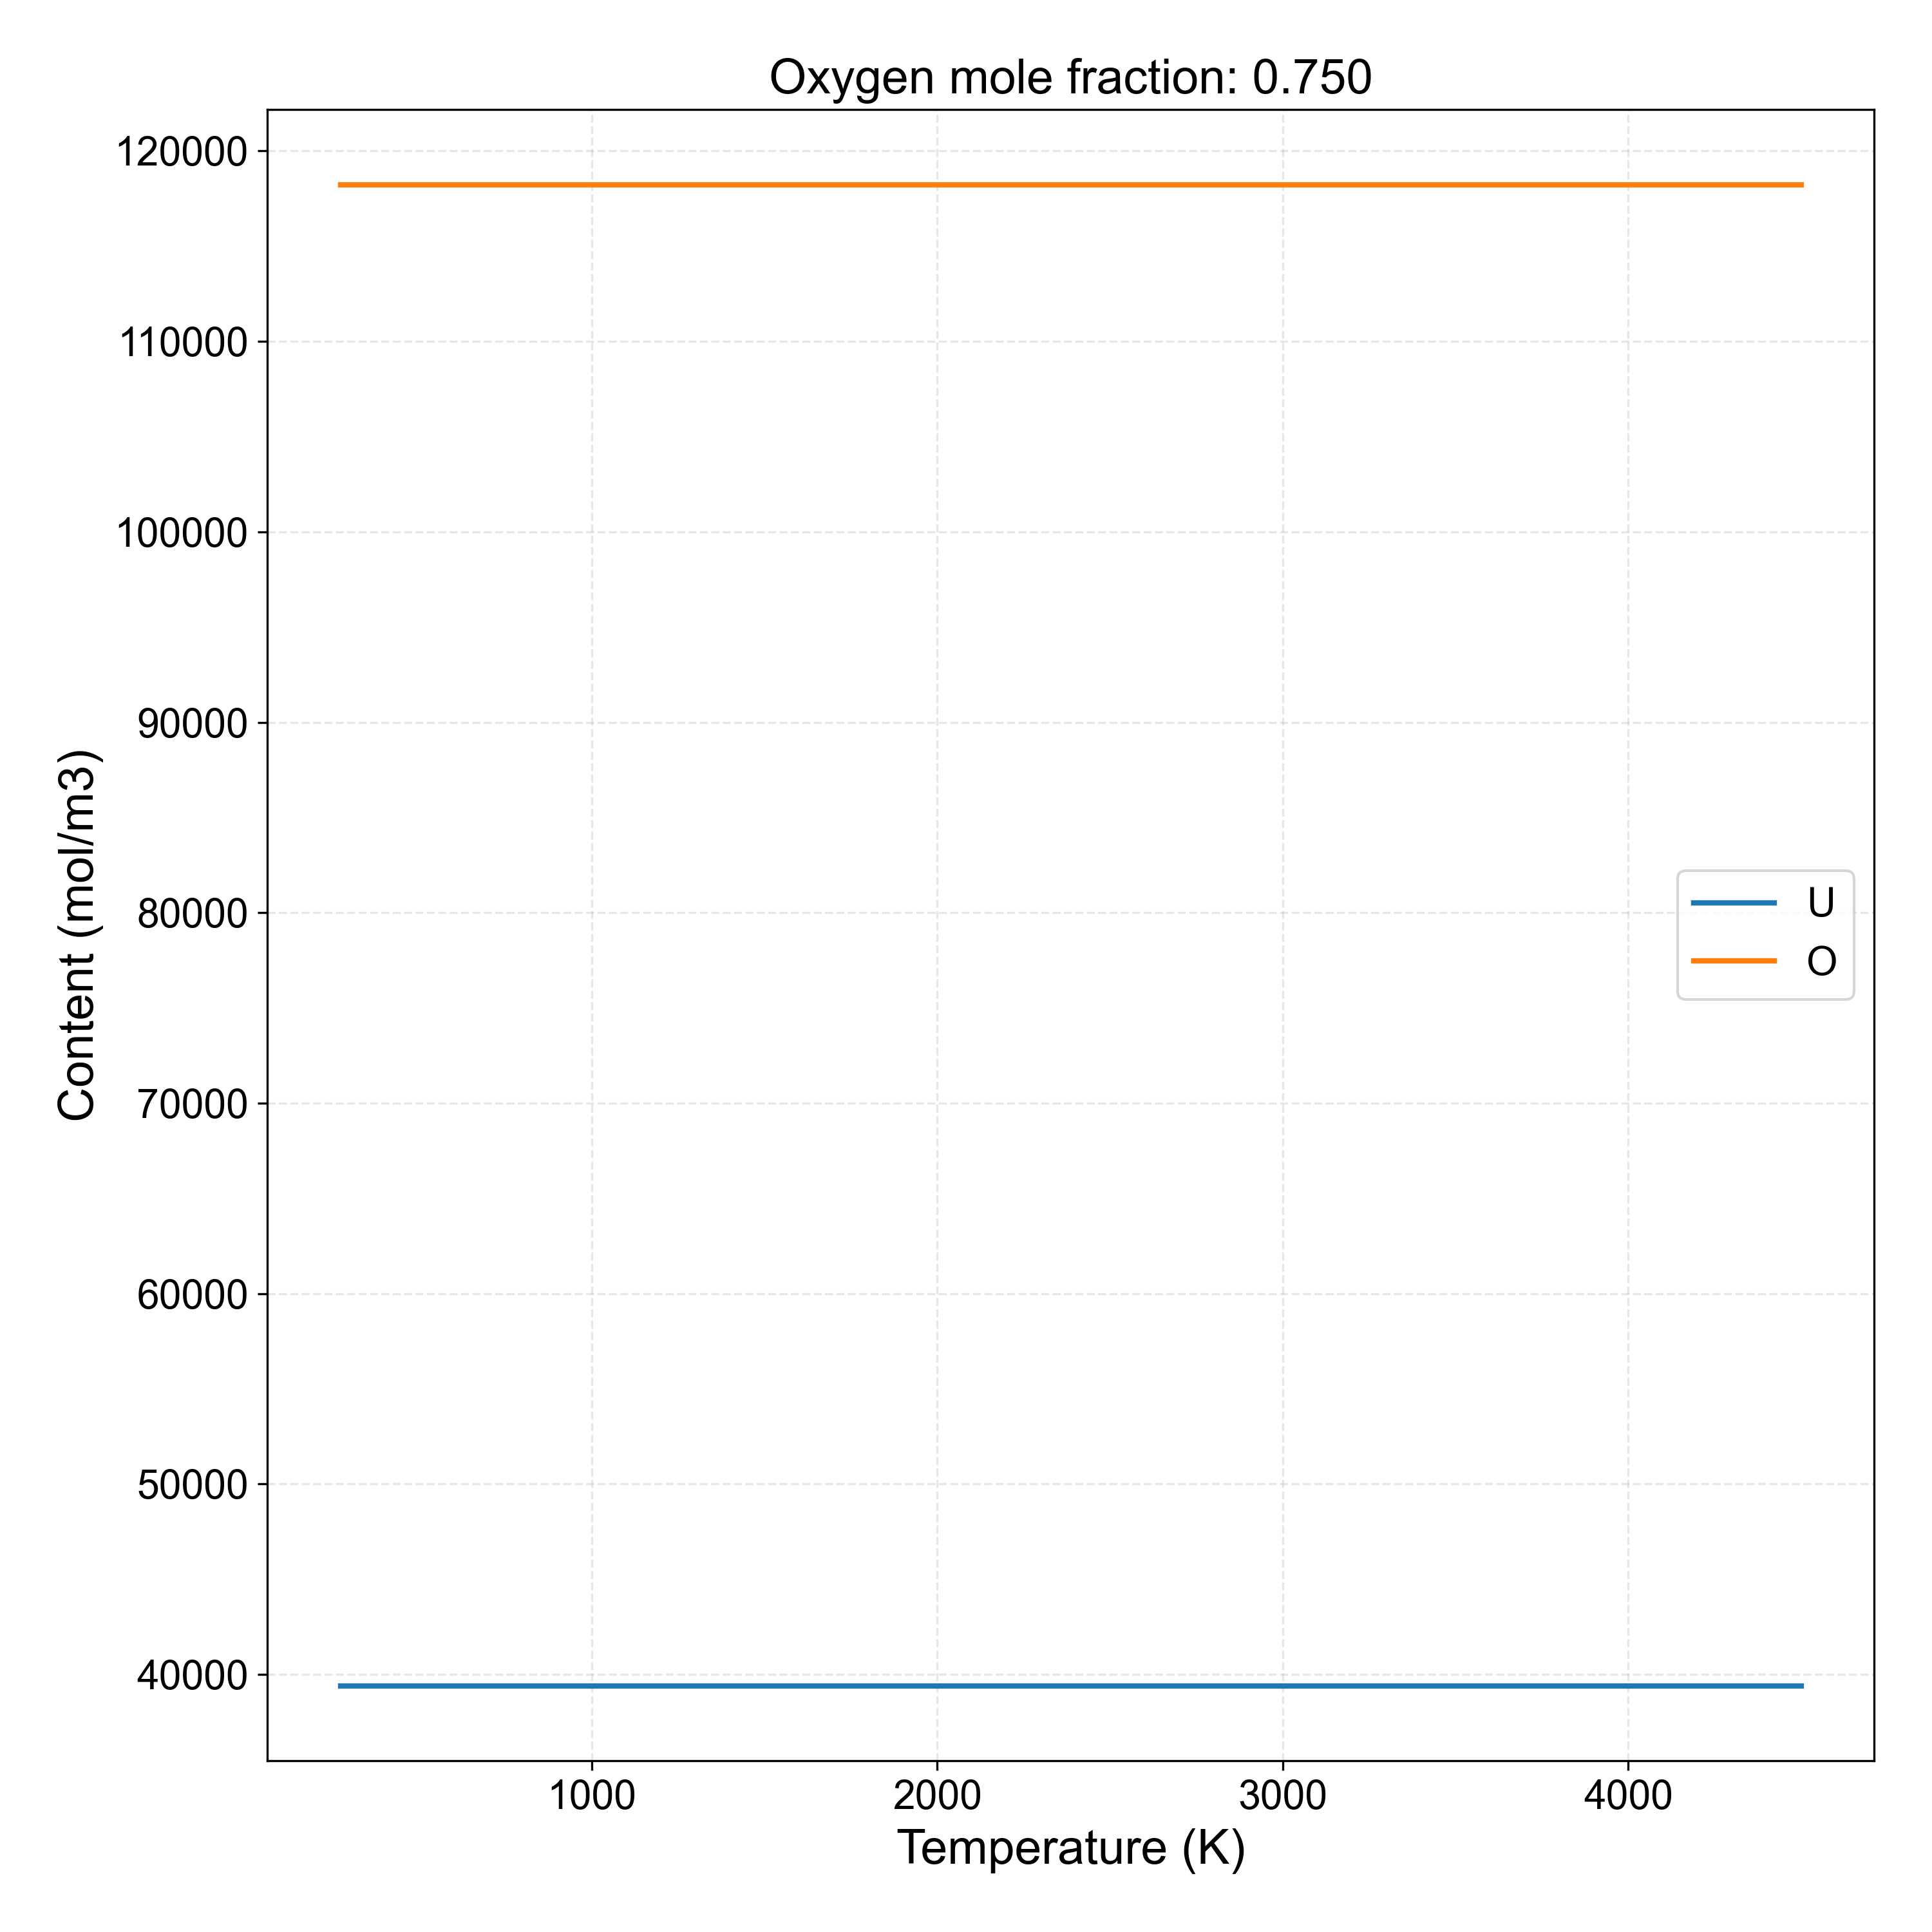 Oxygen mole fraction: 0.750
120000
110000
100000
90000
80000
70000
60000
50000
40000
Content (mol/m3)
U
O
1000 2000 3000 4000
Temperature (K)